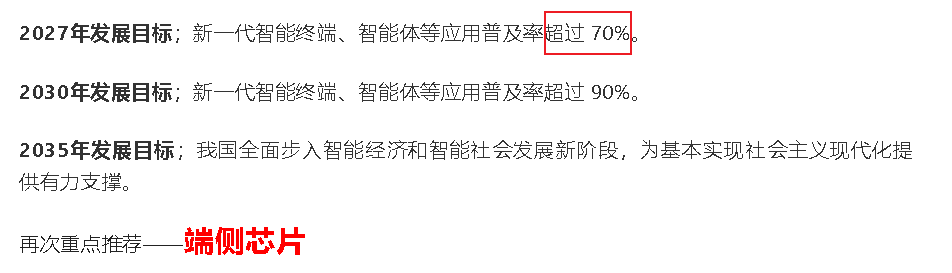 2027年发展目标；新一代智能终端、智能体等应用普及率超过 70%。
2030年发展目标；新一代智能终端、智能体等应用普及率超过 90%。
2035年发展目标；我国全面步入智能经济和智能社会发展新阶段，为基本实现社会主义现代化提
供有力支撑。
再次重点推荐——端侧芯片